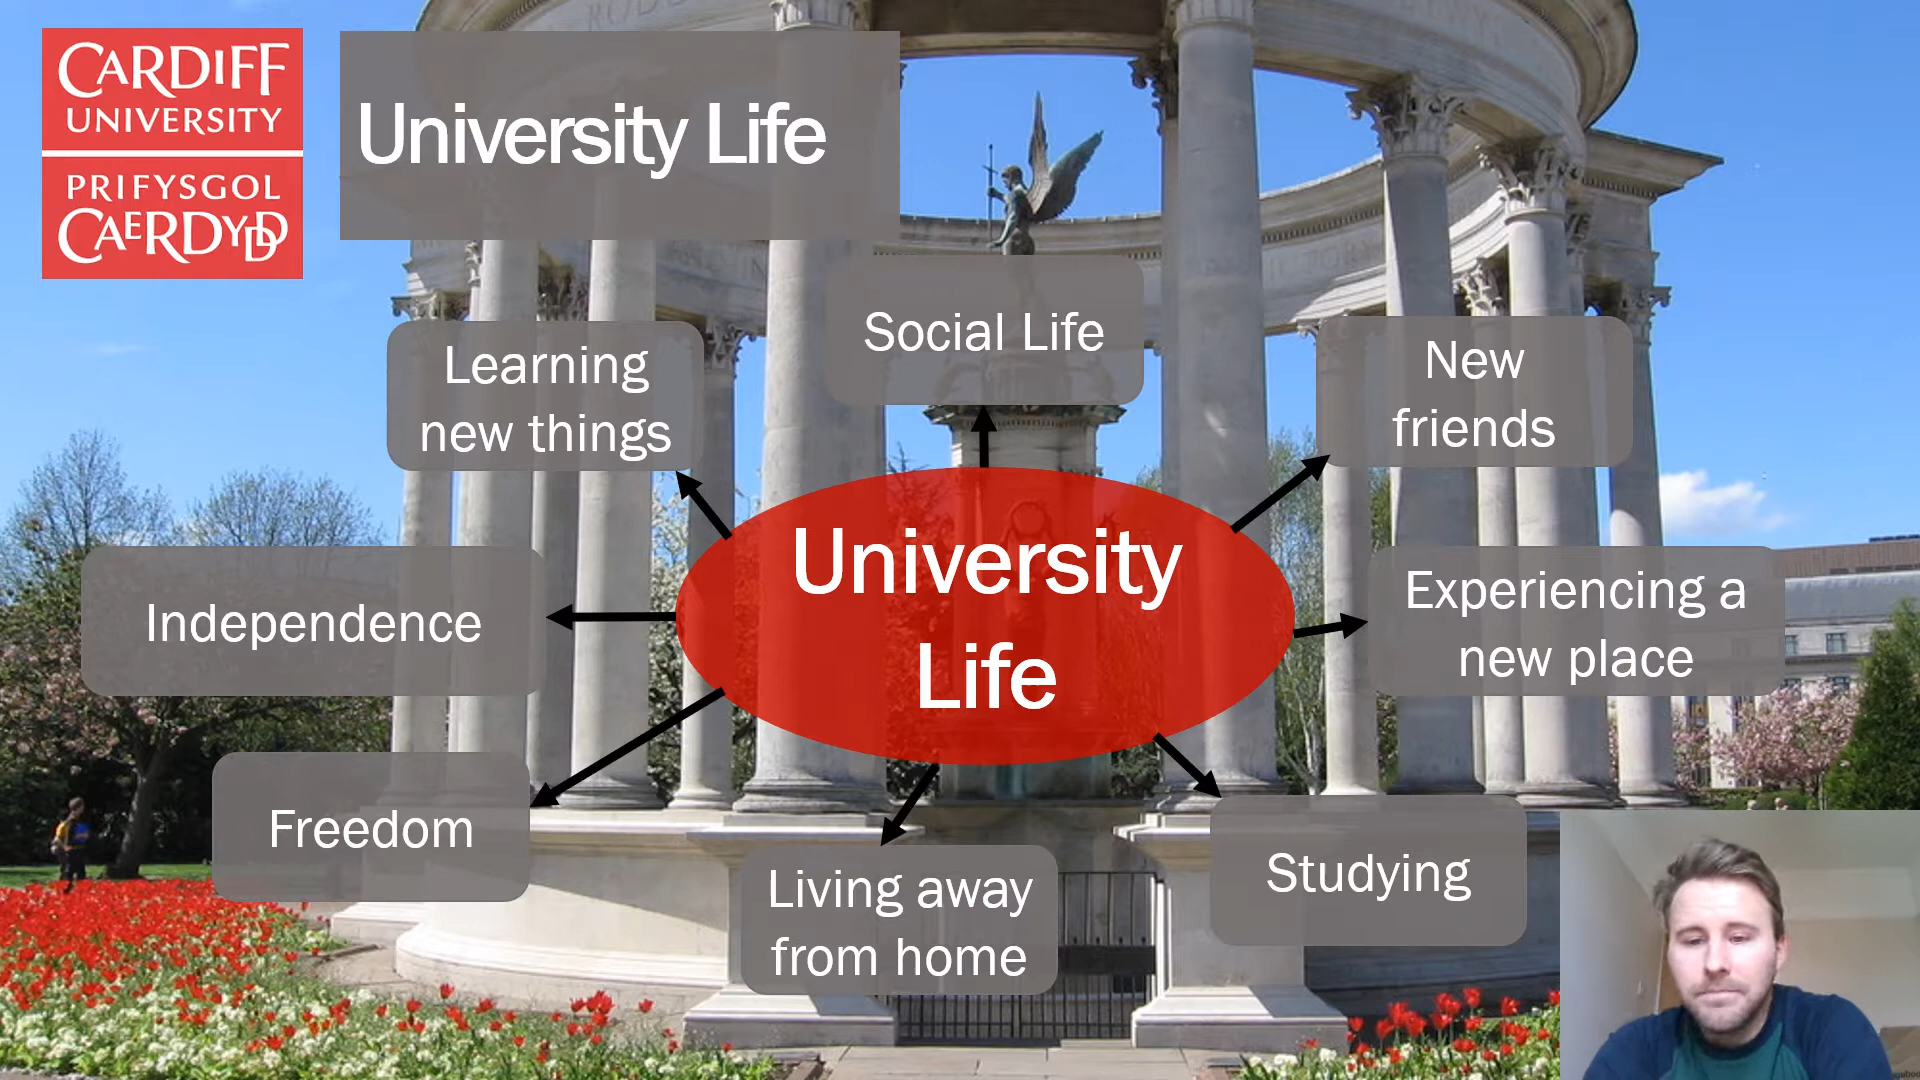 CARDIFF
UNIVERSITY
PRIFYSGOL
CAERDYDD
University Life
Social Life
Learning
new things
New
friends
University
Life
Independence
Experiencing a
new place
Freedom
Living away
from home
Studying